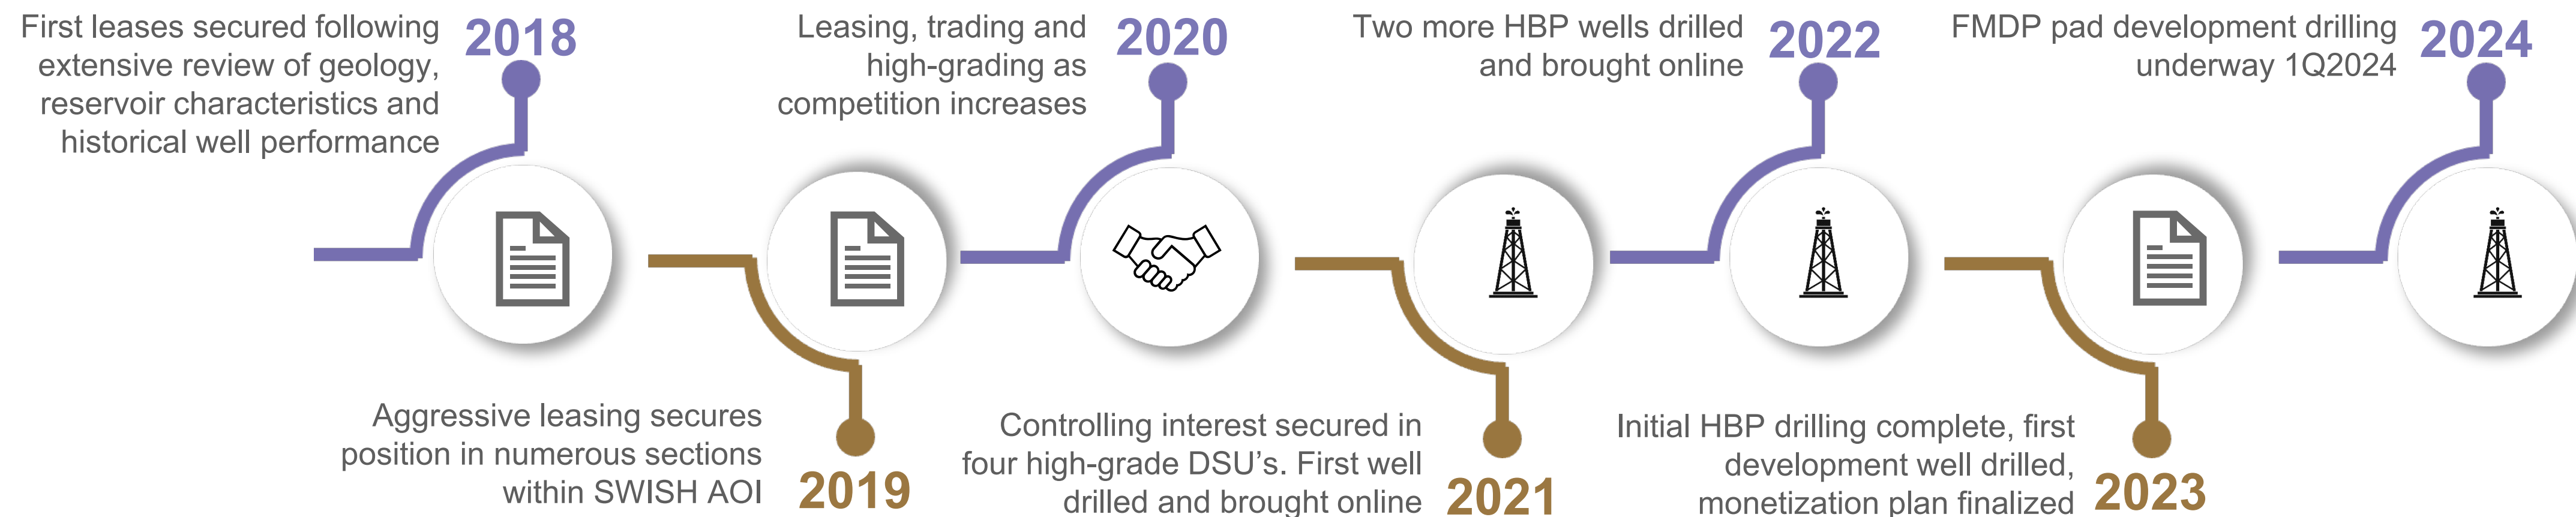 First leases secured following
extensive review of geology,
reservoir characteristics and
historical well performance
2018
Aggressive leasing secures
position in numerous sections
within SWISH AOI
2019
Leasing, trading and
high-grading as
competition increases
2020
Controlling interest secured in
four high-grade DSU's. First well
drilled and brought online
2021
Two more HBP wells drilled
and brought online
2022
Initial HBP drilling complete, first
development well drilled,
monetization plan finalized
2023
FMDP pad development drilling
underway 1Q2024
2024